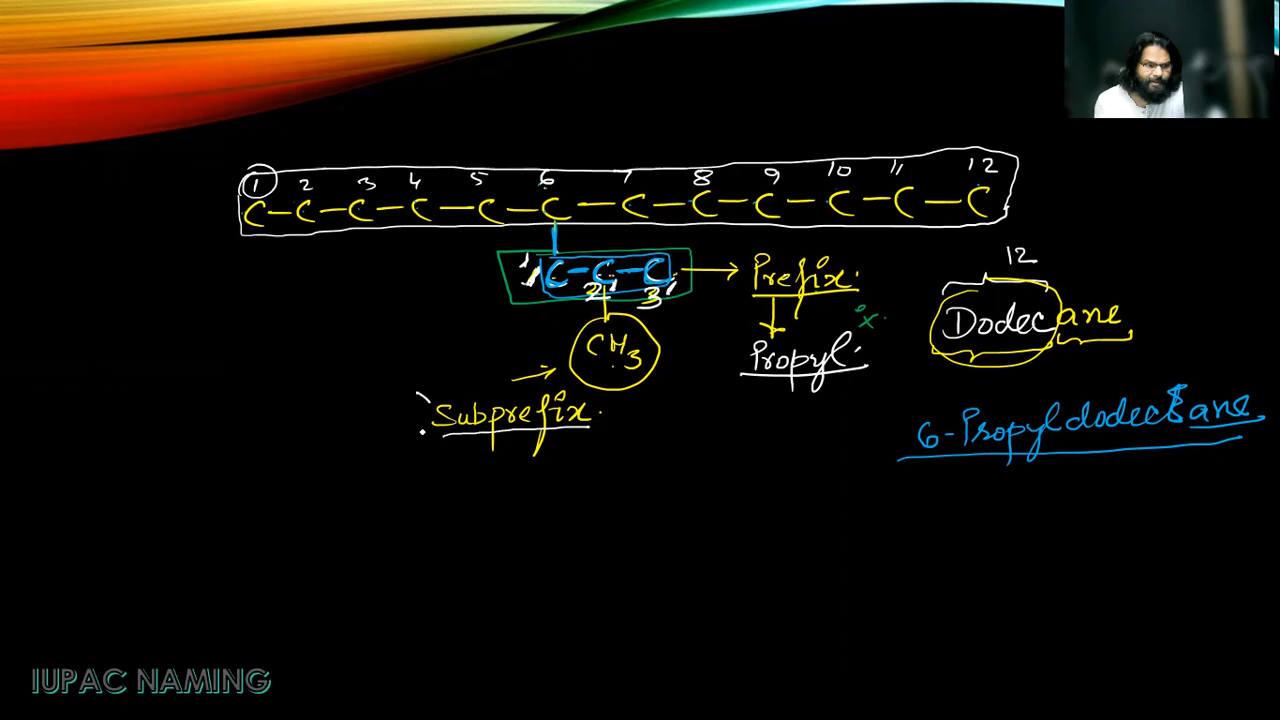 1 2 3 4 5 6 7 8 9 10 11 12
C-C-C-C-C-C-C-C-C-C-C-C
1' C-C-C
2' 3'
Prefix.
CH3
Propyl.
Subprefix.
12
Dodecane
6-Propyldodecane
IUPAC NAMING